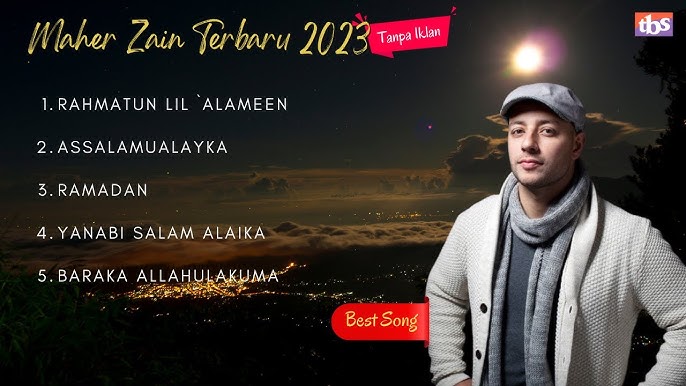 Maher Zain Terbaru 2023
Tanpa Iklan
tbs
1. RAHMATUN LIL `ALAMEEN
2. ASSALAMUALAYKA
3. RAMADAN
4. YANABI SALAM ALAIKA
5. BARAKA ALLAHULAKUMA
Best Song